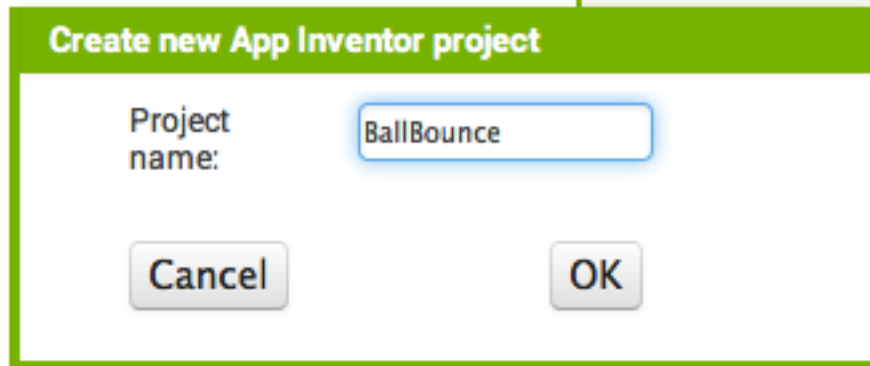 Create new App Inventor project
Project
name:
BallBounce
Cancel
OK